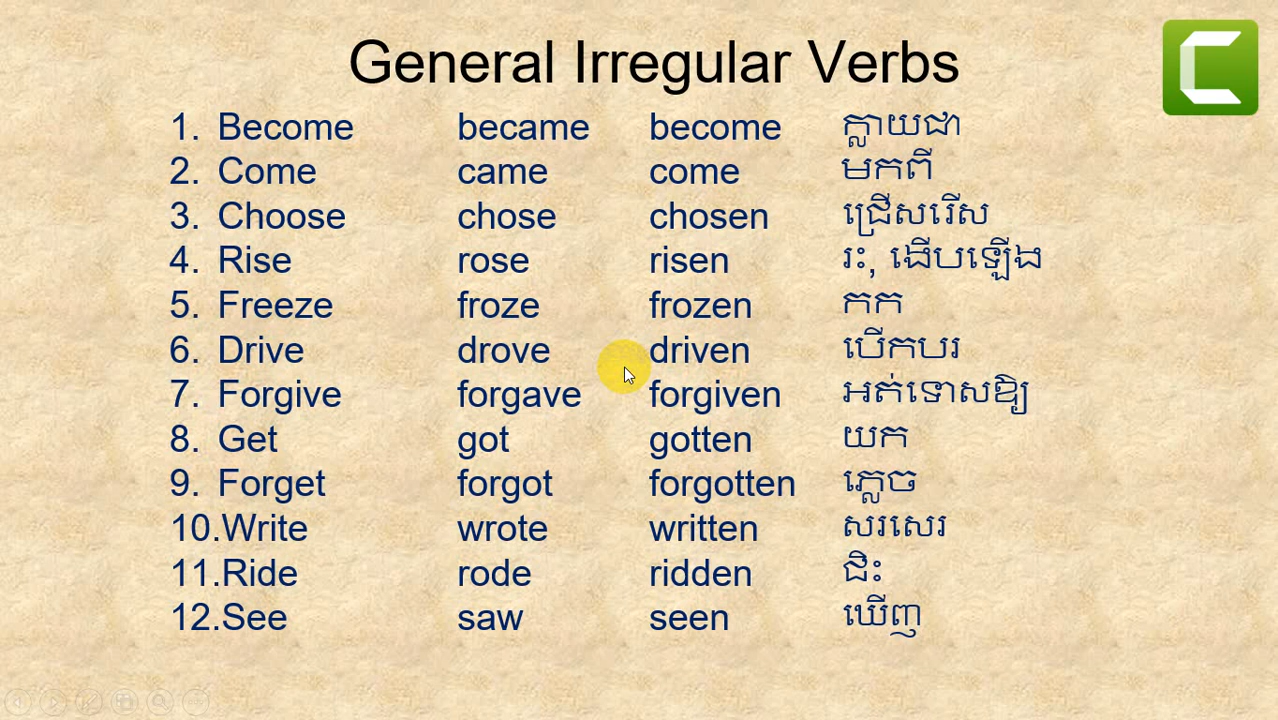 General Irregular Verbs
1. Become became become ក្លាយជា
2. Come came come មកពី
3. Choose chose chosen ជ្រើសរើស
4. Rise rose risen រះ, ងើបឡើង
5. Freeze froze frozen កក
6. Drive drove driven បើកបរ
7. Forgive forgave forgiven អត់ទោសឱ្យ
8. Get got gotten យក
9. Forget forgot forgotten ភ្លេច
10.Write wrote written សរសេរ
11.Ride rode ridden ជិះ
12.See saw seen ឃើញ